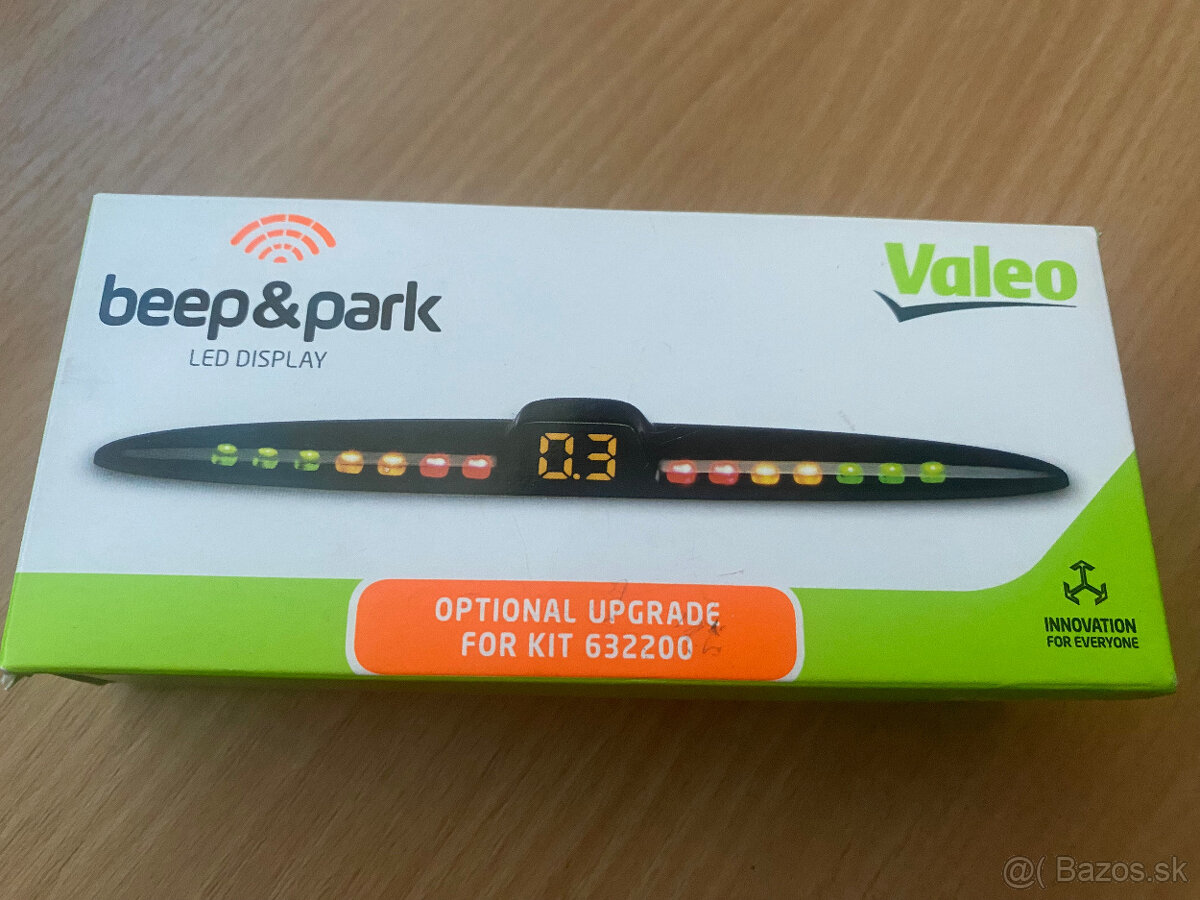 beep&park
LED DISPLAY
Valeo
0.3
OPTIONAL UPGRADE
FOR KIT 632200
INNOVATION
FOR EVERYONE
@( Bazos.sk